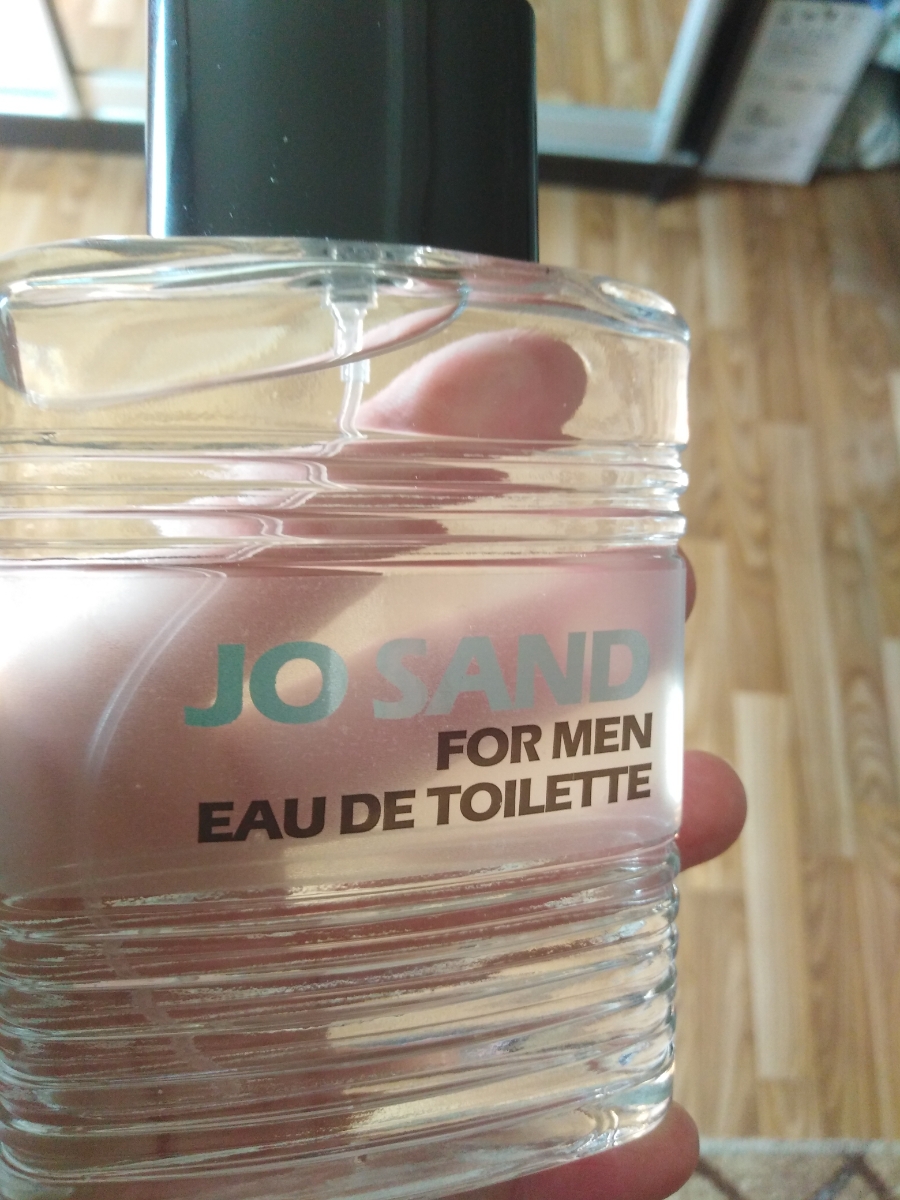 JO SAND
FOR MEN
EAU DE TOILETTE